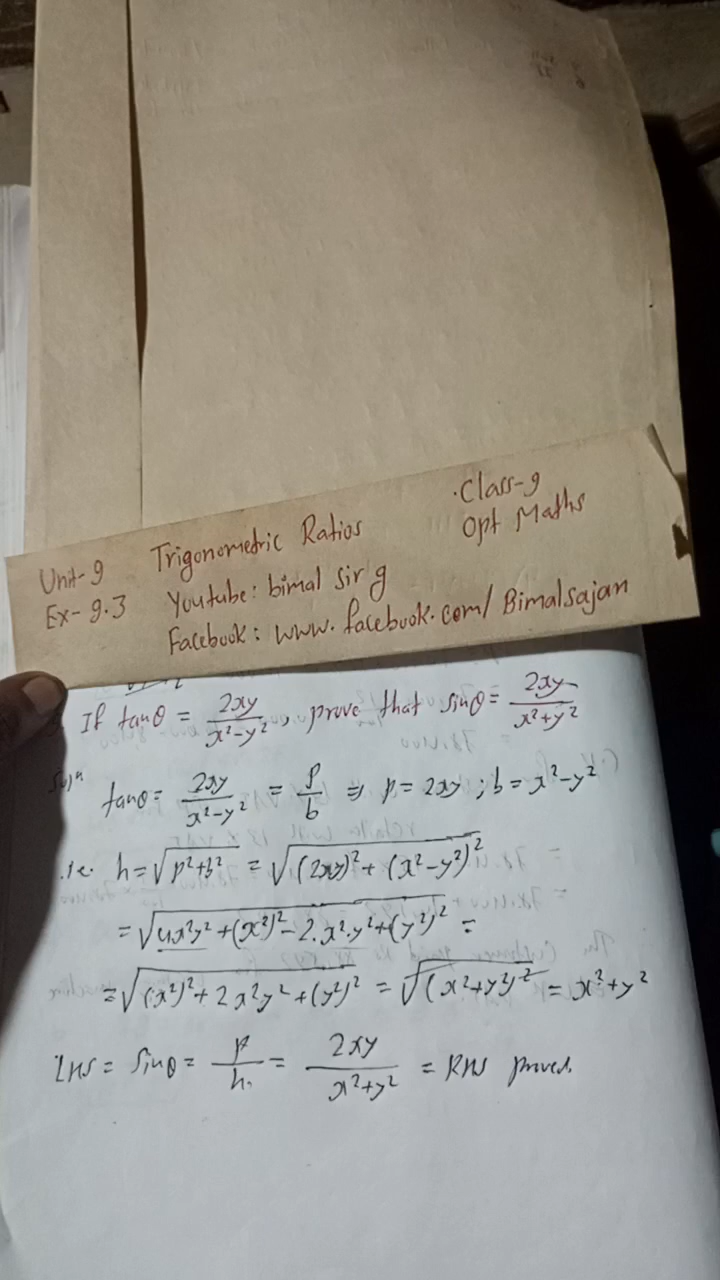 Unit-9 Trigonometric Ratios Class-9
Ex-9.3 Youtube: bimal sir g Opt Maths
Facebook: www.facebook.com/Bimalsajan
If tanθ = 2xy/(x²-y²), prove that sinθ = 2xy/(x²+y²)
Sol^n tanθ = 2xy/(x²-y²) = p/b ⇒ p = 2xy ; b = x²-y²
h = √(p²+b²) = √((2xy)² + (x²-y²)²)
= √(4x²y² + (x²)² - 2.x².y² + (y²)²) =
= √((x²)² + 2x²y² + (y²)²) = √((x²+y²)²) = x²+y²
LHS = sinθ = p/h = 2xy/(x²+y²) = RHS proved.